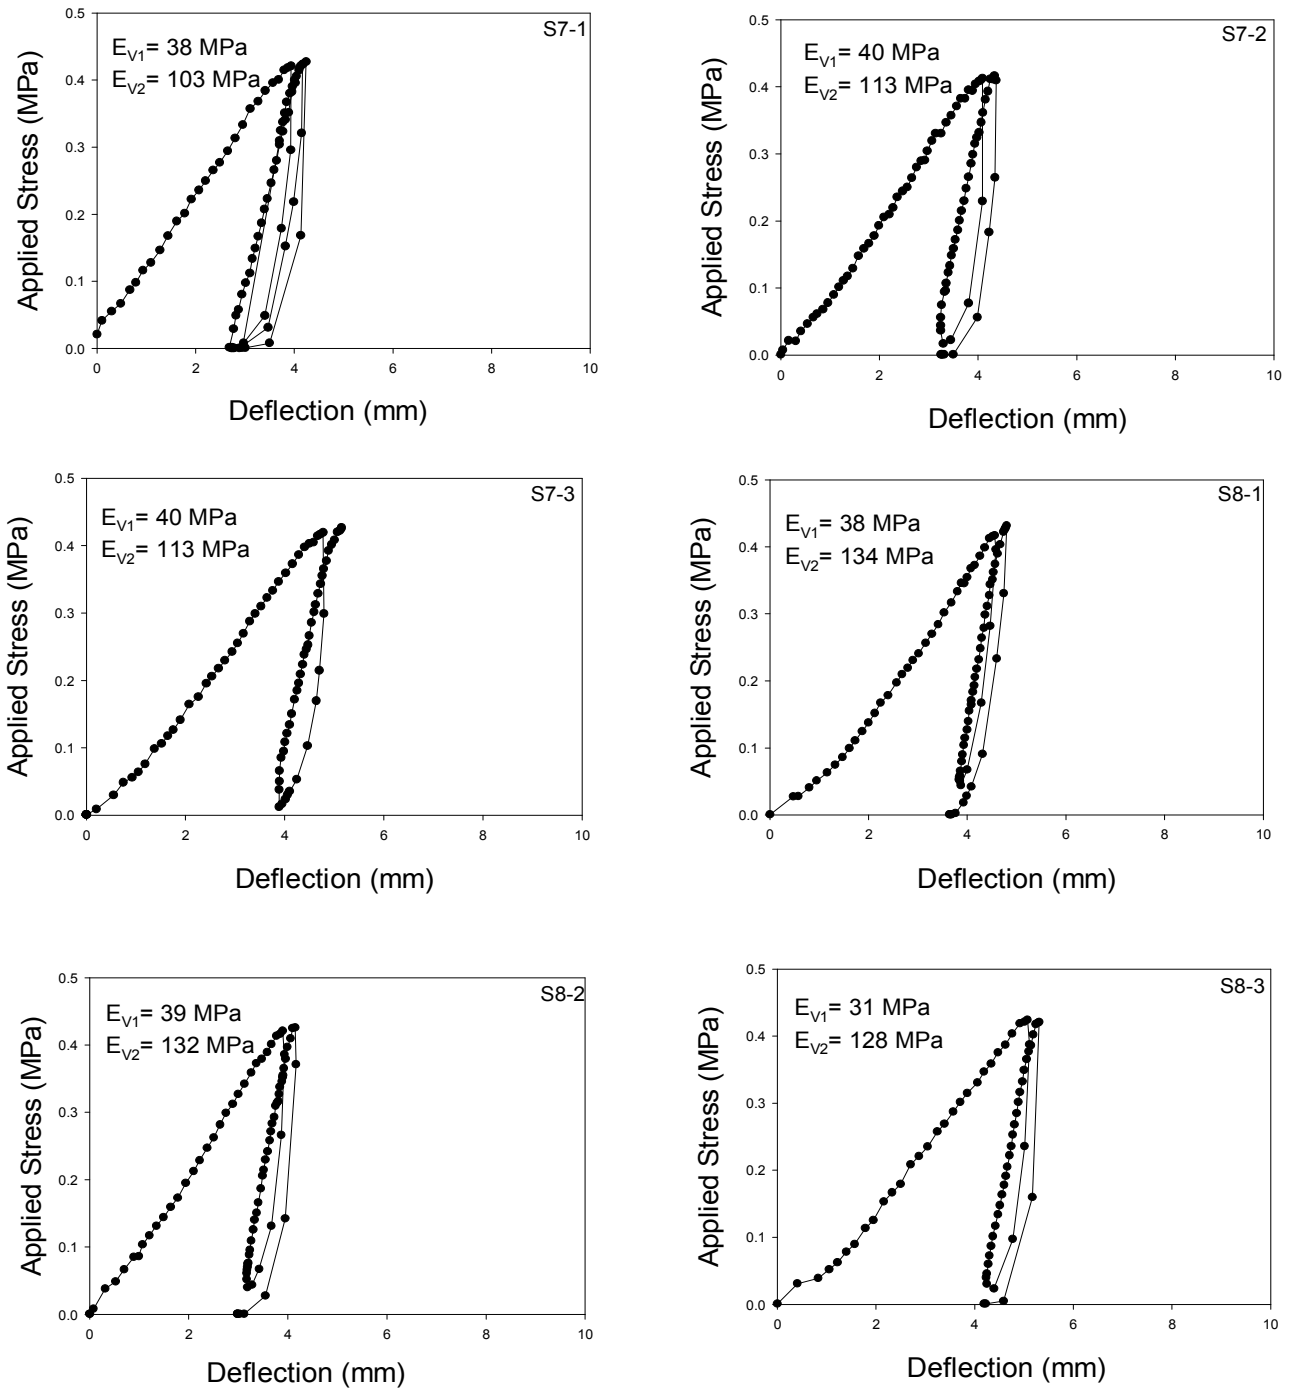 S7-1
E_V1= 38 MPa
E_V2= 103 MPa
Applied Stress (MPa)
0.5
0.4
0.3
0.2
0.1
0.0
0 2 4 6 8 10
Deflection (mm)
S7-2
E_V1= 40 MPa
E_V2= 113 MPa
Applied Stress (MPa)
0.5
0.4
0.3
0.2
0.1
0.0
0 2 4 6 8 10
Deflection (mm)
S7-3
E_V1= 40 MPa
E_V2= 113 MPa
Applied Stress (MPa)
0.5
0.4
0.3
0.2
0.1
0.0
0 2 4 6 8 10
Deflection (mm)
S8-1
E_V1= 38 MPa
E_V2= 134 MPa
Applied Stress (MPa)
0.5
0.4
0.3
0.2
0.1
0.0
0 2 4 6 8 10
Deflection (mm)
S8-2
E_V1= 39 MPa
E_V2= 132 MPa
Applied Stress (MPa)
0.5
0.4
0.3
0.2
0.1
0.0
0 2 4 6 8 10
Deflection (mm)
S8-3
E_V1= 31 MPa
E_V2= 128 MPa
Applied Stress (MPa)
0.5
0.4
0.3
0.2
0.1
0.0
0 2 4 6 8 10
Deflection (mm)